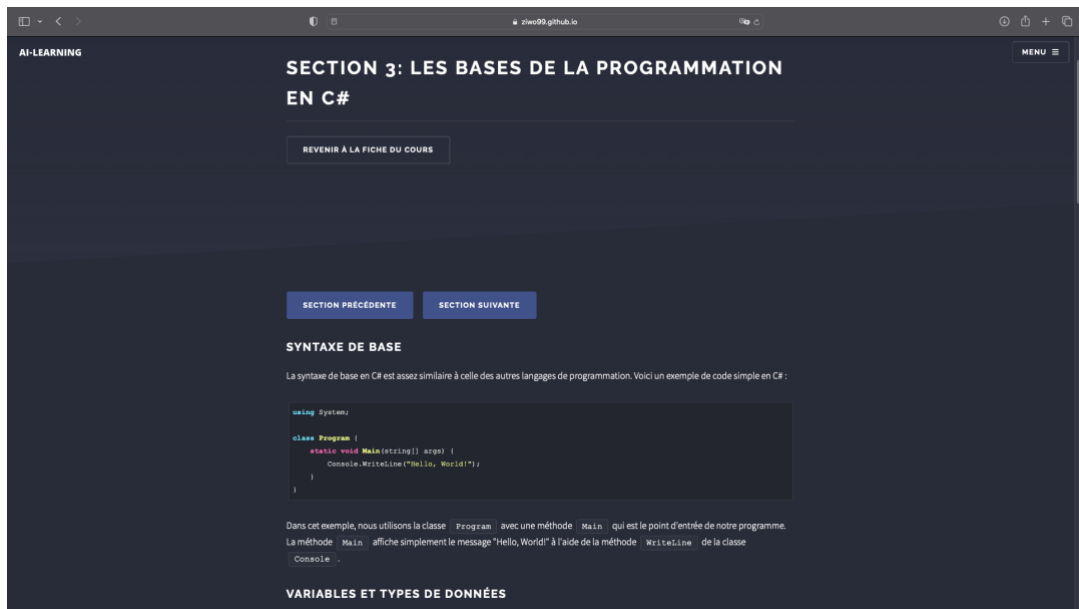 ziwo99.github.io
AI-LEARNING
MENU
SECTION 3: LES BASES DE LA PROGRAMMATION
EN C#
REVENIR À LA FICHE DU COURS
SECTION PRÉCÉDENTE
SECTION SUIVANTE
SYNTAXE DE BASE
La syntaxe de base en C# est assez similaire à celle des autres langages de programmation. Voici un exemple de code simple en C# :
using System;
class Program {
static void Main(string[] args) {
Console.WriteLine("Hello, World!");
}
}
Dans cet exemple, nous utilisons la classe Program avec une méthode Main qui est le point d'entrée de notre programme.
La méthode Main affiche simplement le message "Hello, World!" à l'aide de la méthode WriteLine de la classe
Console .
VARIABLES ET TYPES DE DONNÉES